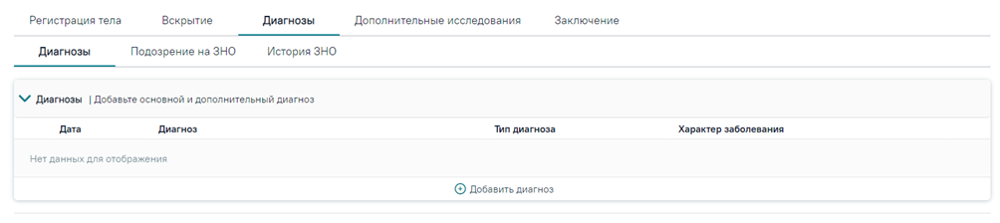 Регистрация тела Вскрытие Диагнозы Дополнительные исследования Заключение
Диагнозы Подозрение на ЗНО История ЗНО
Диагнозы | Добавьте основной и дополнительный диагноз
Дата Диагноз Тип диагноза Характер заболевания
Нет данных для отображения
Добавить диагноз